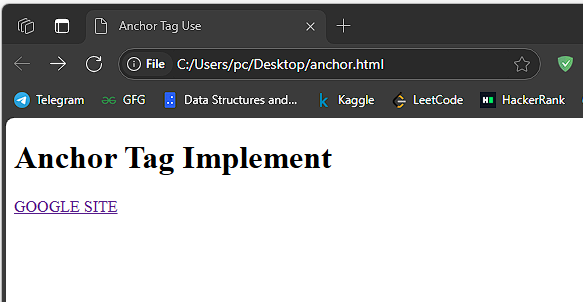 Anchor Tag Use
File C:/Users/pc/Desktop/anchor.html
Telegram GFG Data Structures and... Kaggle LeetCode HackerRank
Anchor Tag Implement
GOOGLE SITE